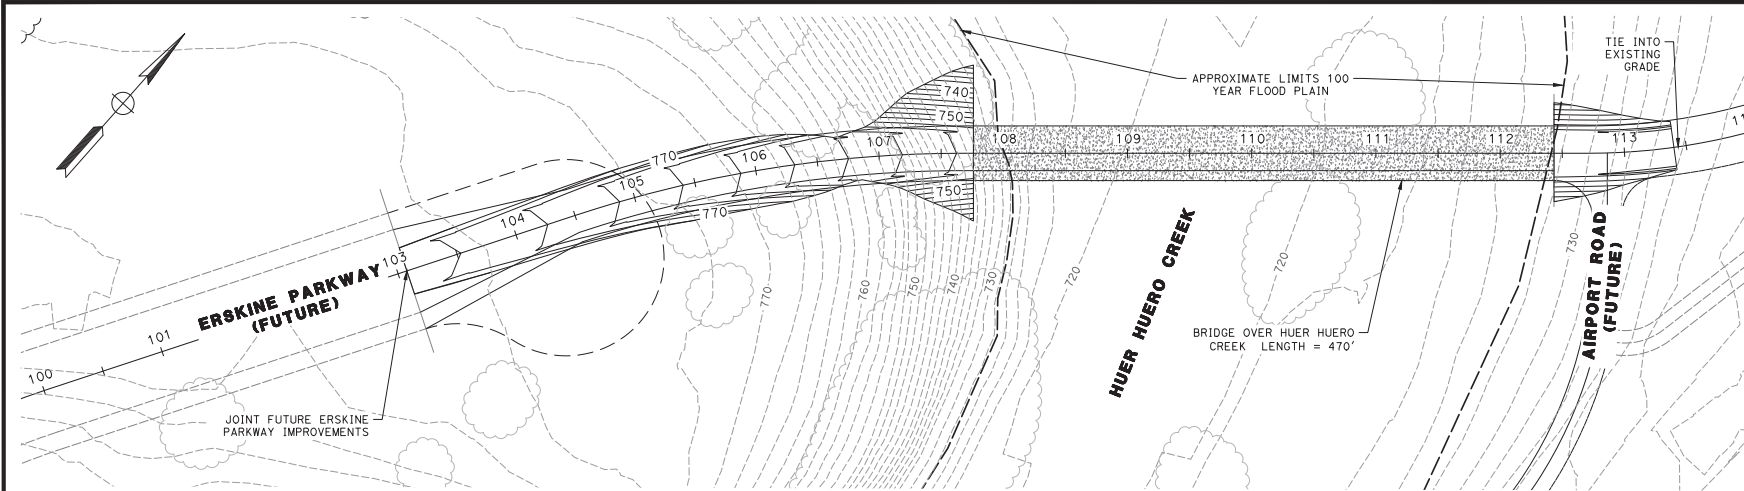 TIE INTO
EXISTING
GRADE
APPROXIMATE LIMITS 100
YEAR FLOOD PLAIN
740
750
108
109
110
111
112
113
107
106
105
104
103
101
100
770
770
750
ERSKINE PARKWAY
(FUTURE)
HUER HUERO CREEK
AIRPORT ROAD
(FUTURE)
770
760
750
740
730
720
720
730
BRIDGE OVER HUER HUERO
CREEK LENGTH = 470'
JOINT FUTURE ERSKINE
PARKWAY IMPROVEMENTS